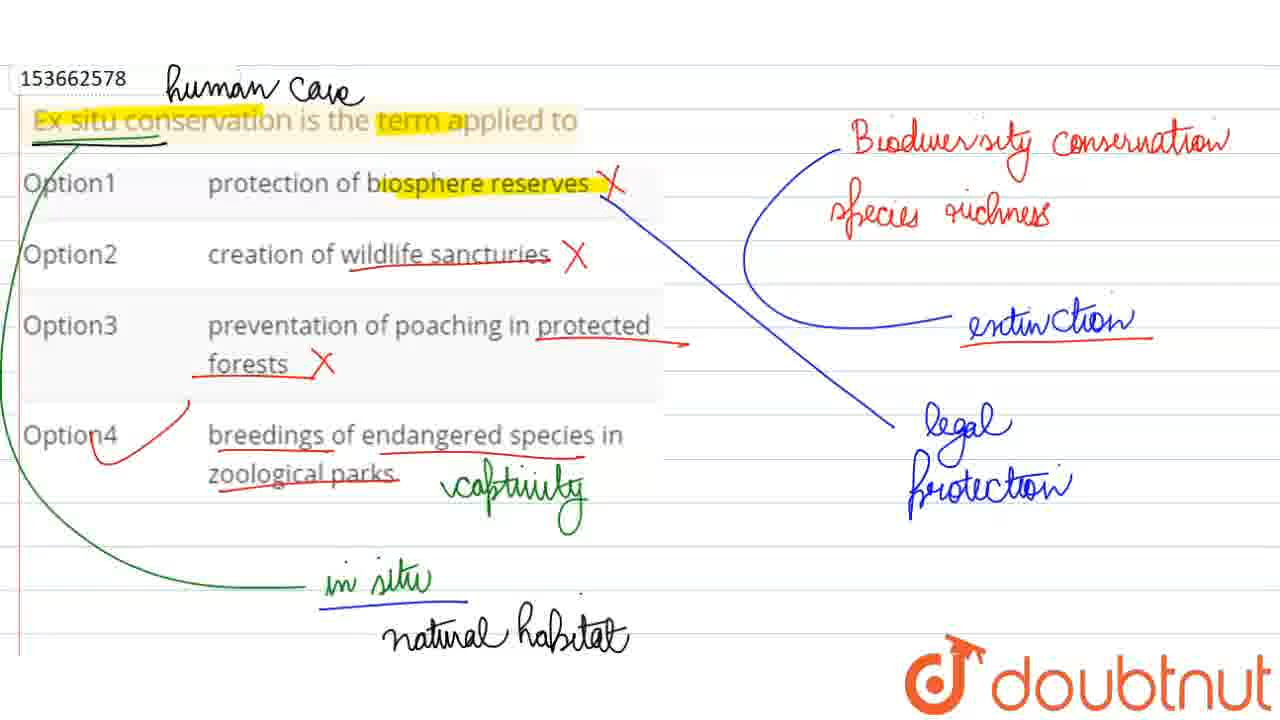 153662578
human care
Ex situ conservation is the term applied to
Option1 protection of biosphere reserves X
Option2 creation of wildlife sancturies X
Option3 preventation of poaching in protected
forests X
Option4 breedings of endangered species in
zoological parks.
captivity
in situ
natural habitat
Biodiversity conservation
species richness
extinction
legal
protection
doubtnut